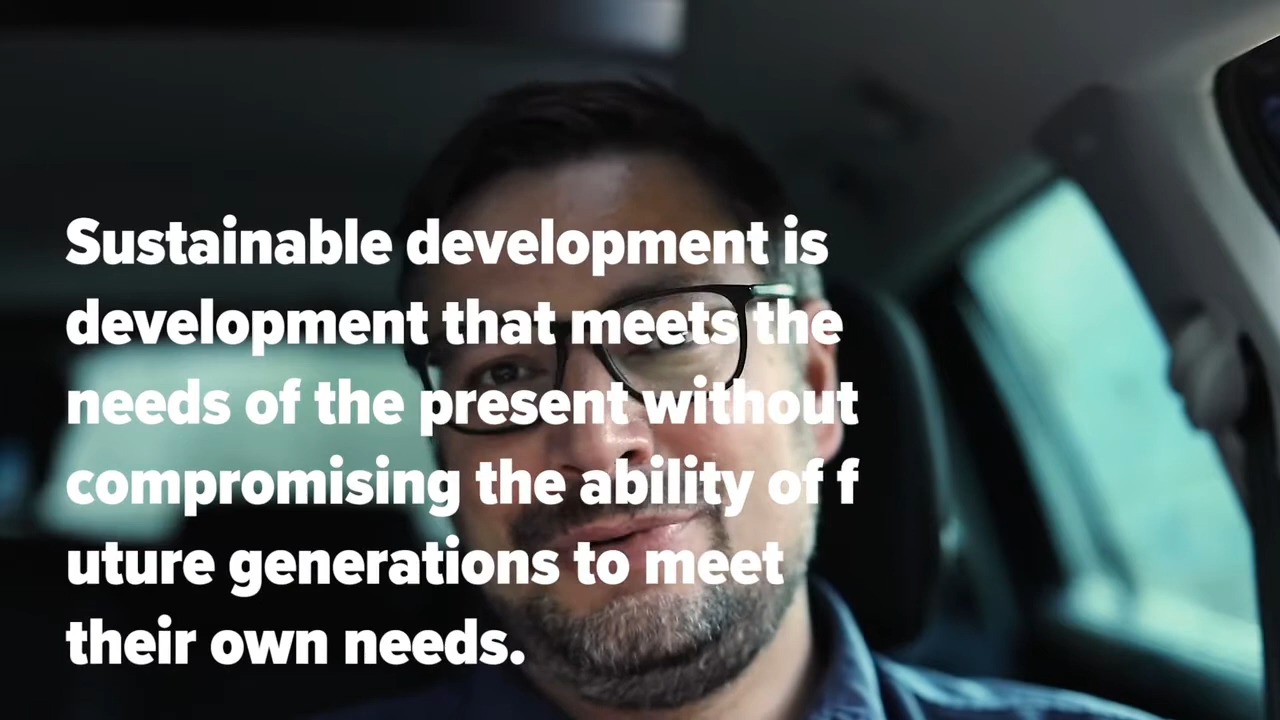 Sustainable development is
development that meets the
needs of the present without
compromising the ability of f
uture generations to meet
their own needs.